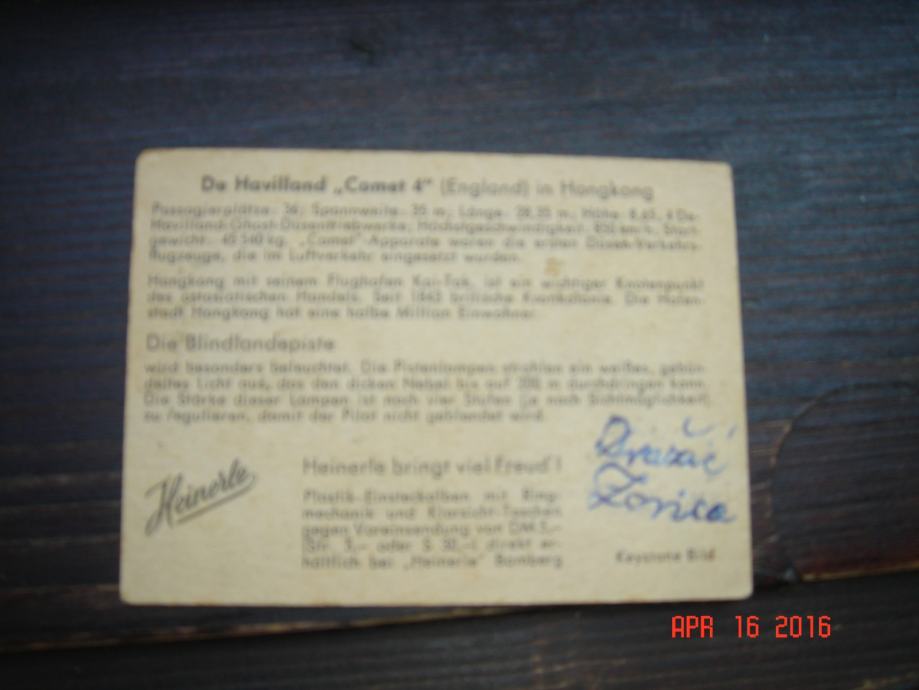 De Havilland „Comet 4" (England) in Hongkong
Passagierplätze: 36; Spannweite: 35 m; Länge: 28,35 m; Höhe: 8,65, 4 De-
Havilland-Ghost-Düsentriebwerke; Höchstgeschwindigkeit: 850 km/h, Start-
gewicht: 40 540 kg. „Comet"-Apparate waren die ersten Düsen-Verkehrs-
flugzeuge, die im Luftverkehr eingesetzt wurden.
Hongkong mit seinem Flughafen Kai-Tak, ist ein wichtiger Knotenpunkt
des ostasiatischen Handels. Seit 1843 britische Kronkolonie. Die Hafen-
stadt Hongkong hat eine halbe Million Einwohner.
Die Blindlandepiste
wird besonders beleuchtet. Die Pistenlampen strahlen ein weißes, gebün-
deltes Licht aus, das den dicken Nebel bis auf 200 m durchdringen kann.
Die Stärke dieser Lampen ist nach vier Stufen (je nach Sichtmöglichkeit)
zu regulieren, damit der Pilot nicht geblendet wird.
Heinerle
Heinerle bringt viel Freud'!
Plastik-Einsteckalben mit Ring-
mechanik und Klarsicht-Taschen
gegen Voreinsendung von DM 5,–
(Sfr. 5,– oder S 30,–) direkt er-
hältlich bei „Heinerle" Bamberg
Zorica
Keystone Bild
APR 16 2016